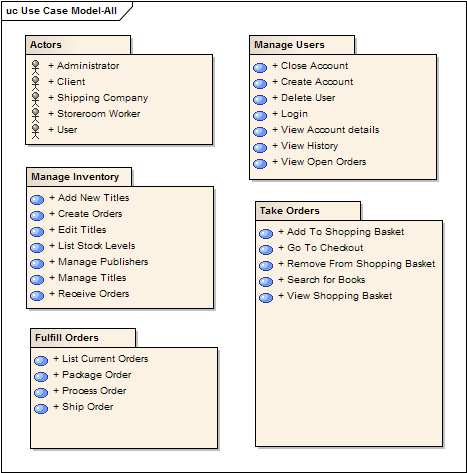 uc Use Case Model-All
Actors
+ Administrator
+ Client
+ Shipping Company
+ Storeroom Worker
+ User
Manage Users
+ Close Account
+ Create Account
+ Delete User
+ Login
+ View Account details
+ View History
+ View Open Orders
Manage Inventory
+ Add New Titles
+ Create Orders
+ Edit Titles
+ List Stock Levels
+ Manage Publishers
+ Manage Titles
+ Receive Orders
Take Orders
+ Add To Shopping Basket
+ Go To Checkout
+ Remove From Shopping Basket
+ Search for Books
+ View Shopping Basket
Fulfill Orders
+ List Current Orders
+ Package Order
+ Process Order
+ Ship Order